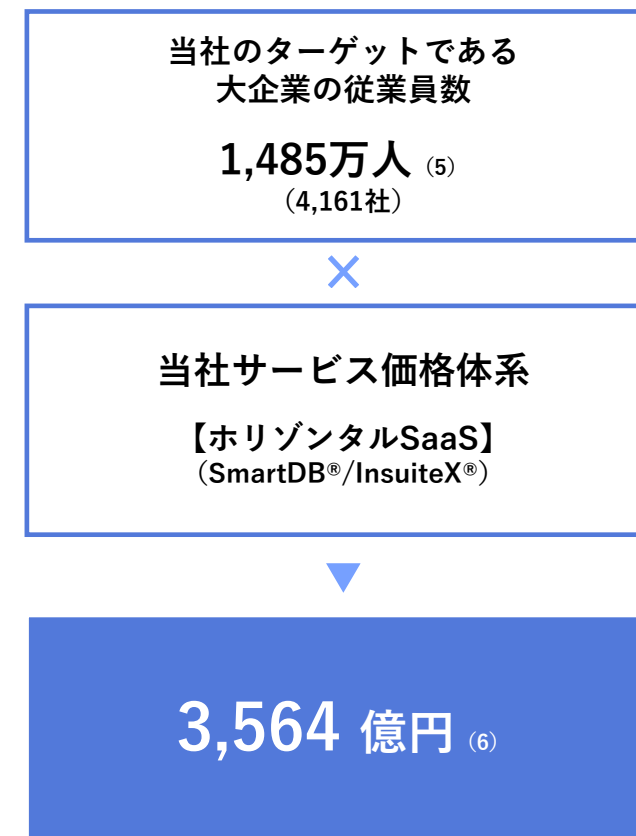 当社のターゲットである
大企業の従業員数
1,485万人（5）
（4,161社）
×
当社サービス価格体系
【ホリゾンタルSaaS】
（SmartDB®/InsuiteX®）
3,564 億円（6）